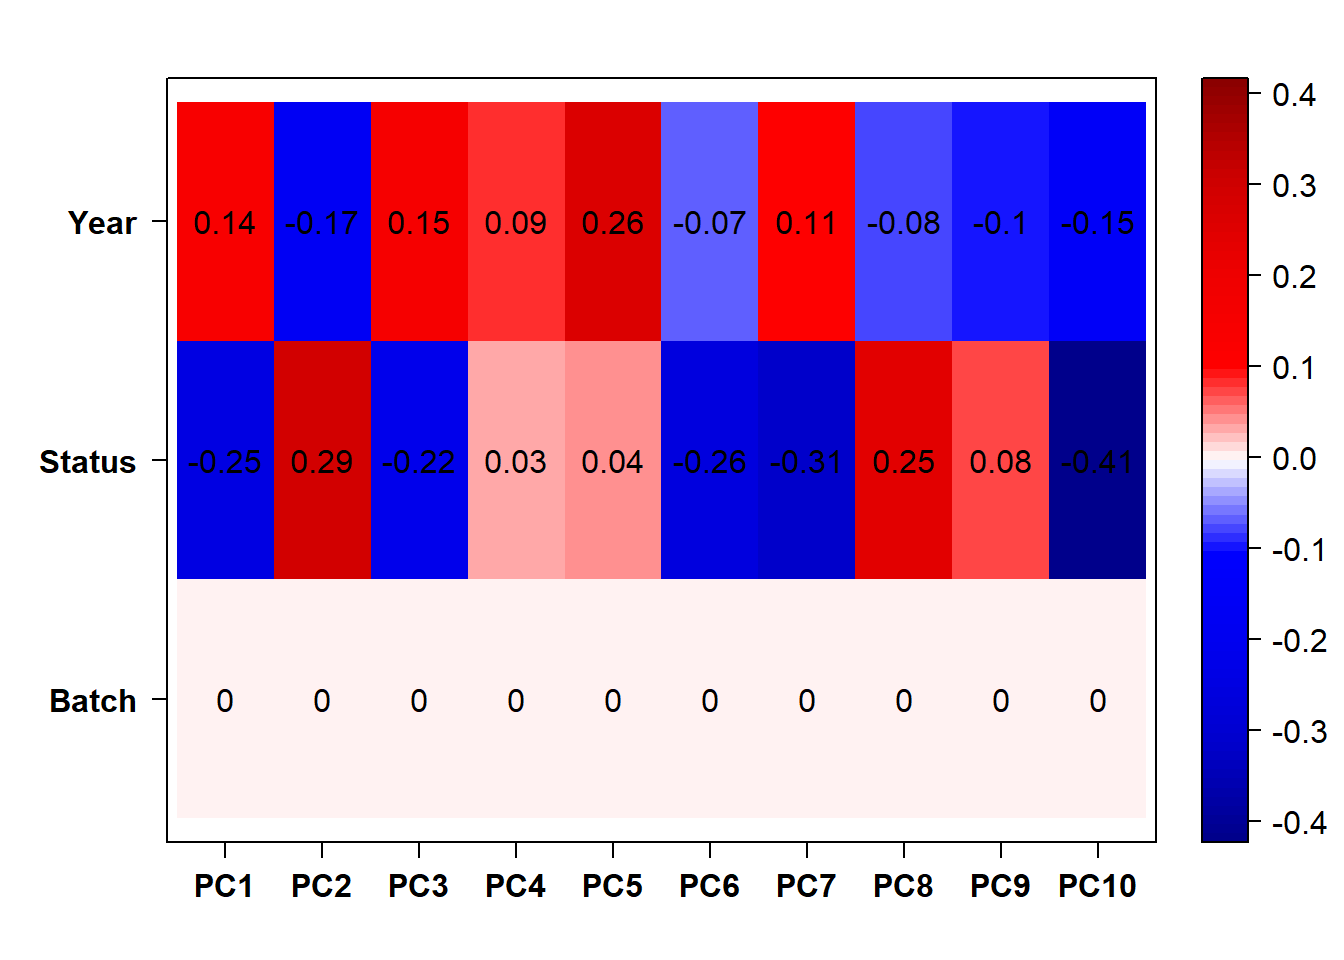 Year 0.14 -0.17 0.15 0.09 0.26 -0.07 0.11 -0.08 -0.1 -0.15
Status -0.25 0.29 -0.22 0.03 0.04 -0.26 -0.31 0.25 0.08 -0.41
Batch 0 0 0 0 0 0 0 0 0 0
PC1 PC2 PC3 PC4 PC5 PC6 PC7 PC8 PC9 PC10
0.4
0.3
0.2
0.1
0.0
-0.1
-0.2
-0.3
-0.4